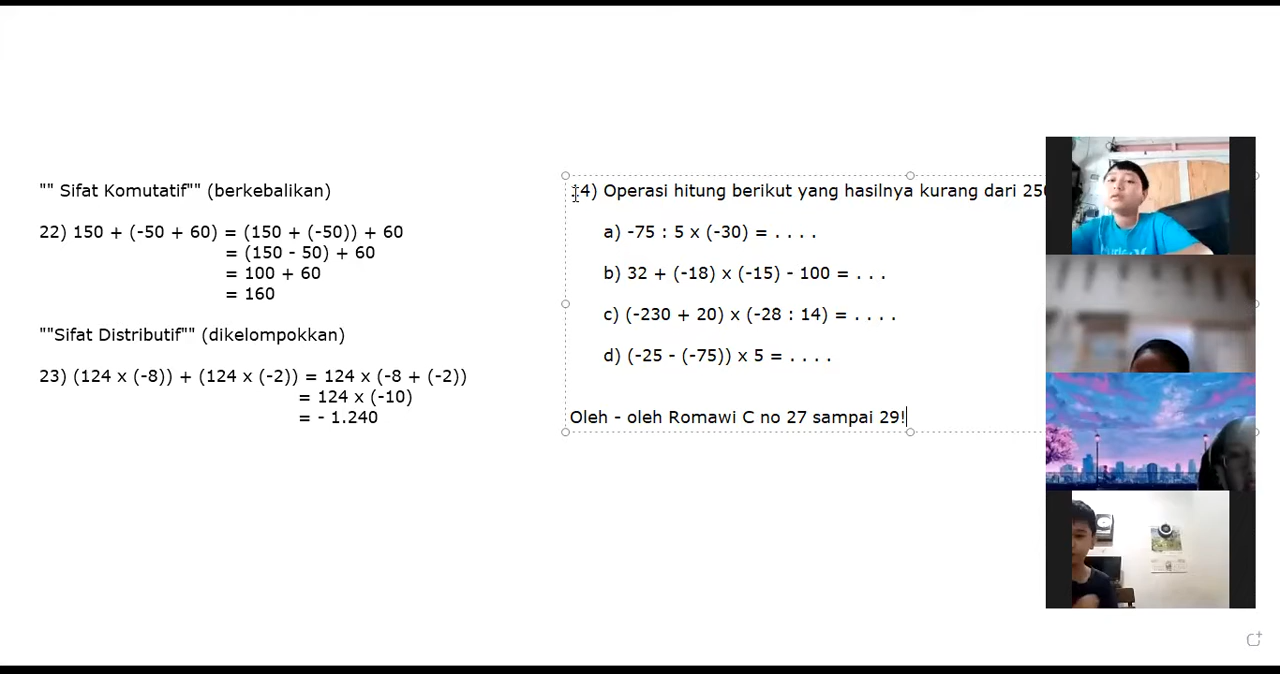 "" Sifat Komutatif"" (berkebalikan)
22) 150 + (-50 + 60) = (150 + (-50)) + 60
= (150 - 50) + 60
= 100 + 60
= 160
""Sifat Distributif"" (dikelompokkan)
23) (124 x (-8)) + (124 x (-2)) = 124 x (-8 + (-2))
= 124 x (-10)
= - 1.240
4) Operasi hitung berikut yang hasilnya kurang dari 250
a) -75 : 5 x (-30) = . . . .
b) 32 + (-18) x (-15) - 100 = . . .
c) (-230 + 20) x (-28 : 14) = . . . .
d) (-25 - (-75)) x 5 = . . . .
Oleh - oleh Romawi C no 27 sampai 29!